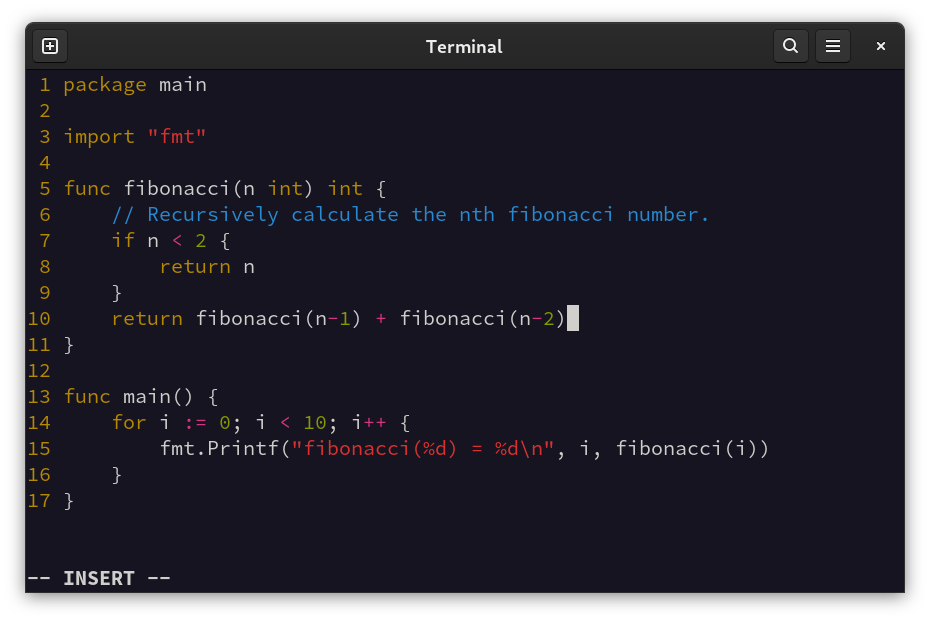 Terminal
1 package main
2
3 import "fmt"
4
5 func fibonacci(n int) int {
6     // Recursively calculate the nth fibonacci number.
7     if n < 2 {
8         return n
9     }
10     return fibonacci(n-1) + fibonacci(n-2)
11 }
12
13 func main() {
14     for i := 0; i < 10; i++ {
15         fmt.Printf("fibonacci(%d) = %d\n", i, fibonacci(i))
16     }
17 }
-- INSERT --